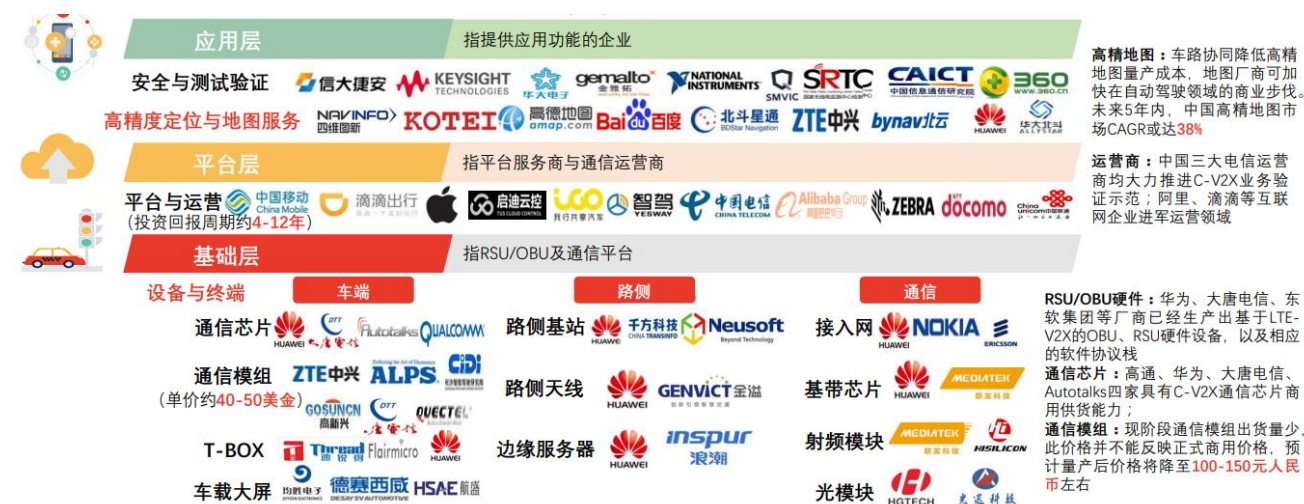 应用层
指提供应用功能的企业
安全与测试验证
信大捷安
KEYSIGHT
TECHNOLOGIES
华大电子
gemalto
金雅拓
NATIONAL
INSTRUMENTS
SMVIC
SRTC
CAICT
中国信息通信研究院
360
www.360.cn
高精度定位与地图服务
NAVINFO
四维图新
KOTEI
高德地图
amap.com
Bai du 百度
北斗星通
BDStar Navigation
ZTE中兴
bynav北云
HUAWEI
华大北斗
ALLYSTAR
高精地图：车路协同降低高精
地图量产成本，地图厂商可加
快在自动驾驶领域的商业步伐。
未来5年内，中国高精地图市
场CAGR或达38%
平台层
指平台服务商与通信运营商
平台与运营
(投资回报周期约4-12年)
中国移动
China Mobile
滴滴出行
启迪云控
TUS CLOUD CONTROL
iGO
智驾
YESWAY
中国电信
CHINA TELECOM
Alibaba Group
阿里巴巴集团
ZEBRA
NTT
docomo
China
unicom中国联通
运营商：中国三大电信运营
商均大力推进C-V2X业务验
证示范；阿里、滴滴等互联
网企业进军运营领域
基础层
指RSU/OBU及通信平台
设备与终端
车端
路侧
通信
通信芯片
HUAWEI
DTT
大唐电信
Autotalks
QUALCOMM
路侧基站
HUAWEI
千方科技
CHINA TRANSINFO
Neusoft
Beyond Technology
接入网
HUAWEI
NOKIA
ERICSSON
通信模组
(单价约40-50美金)
ZTE中兴
ALPS
CiDi
GOSUNCN
高新兴
DTT
大唐电信
QUECTEL
路侧天线
HUAWEI
GENVICT金溢
基带芯片
HUAWEI
MEDIATEK
联发科技
T-BOX
Thread
Flairmicro
HUAWEI
边缘服务器
HUAWEI
inspur
浪潮
射频模块
MEDIATEK
联发科技
HISILICON
车载大屏
均胜电子
德赛西威
DESAY SV AUTOMOTIVE
HSAE航盛
光模块
HGTECH
光迅科技
RSU/OBU硬件：华为、大唐电信、东
软集团等厂商已经生产出基于LTE-
V2X的OBU、RSU硬件设备，以及相应
的软件协议栈
通信芯片：高通、华为、大唐电信、
Autotalks四家具有C-V2X通信芯片商
用供货能力；
通信模组：现阶段通信模组出货量少，
此价格并不能反映正式商用价格，预
计量产后价格将降至100-150元人民
币左右